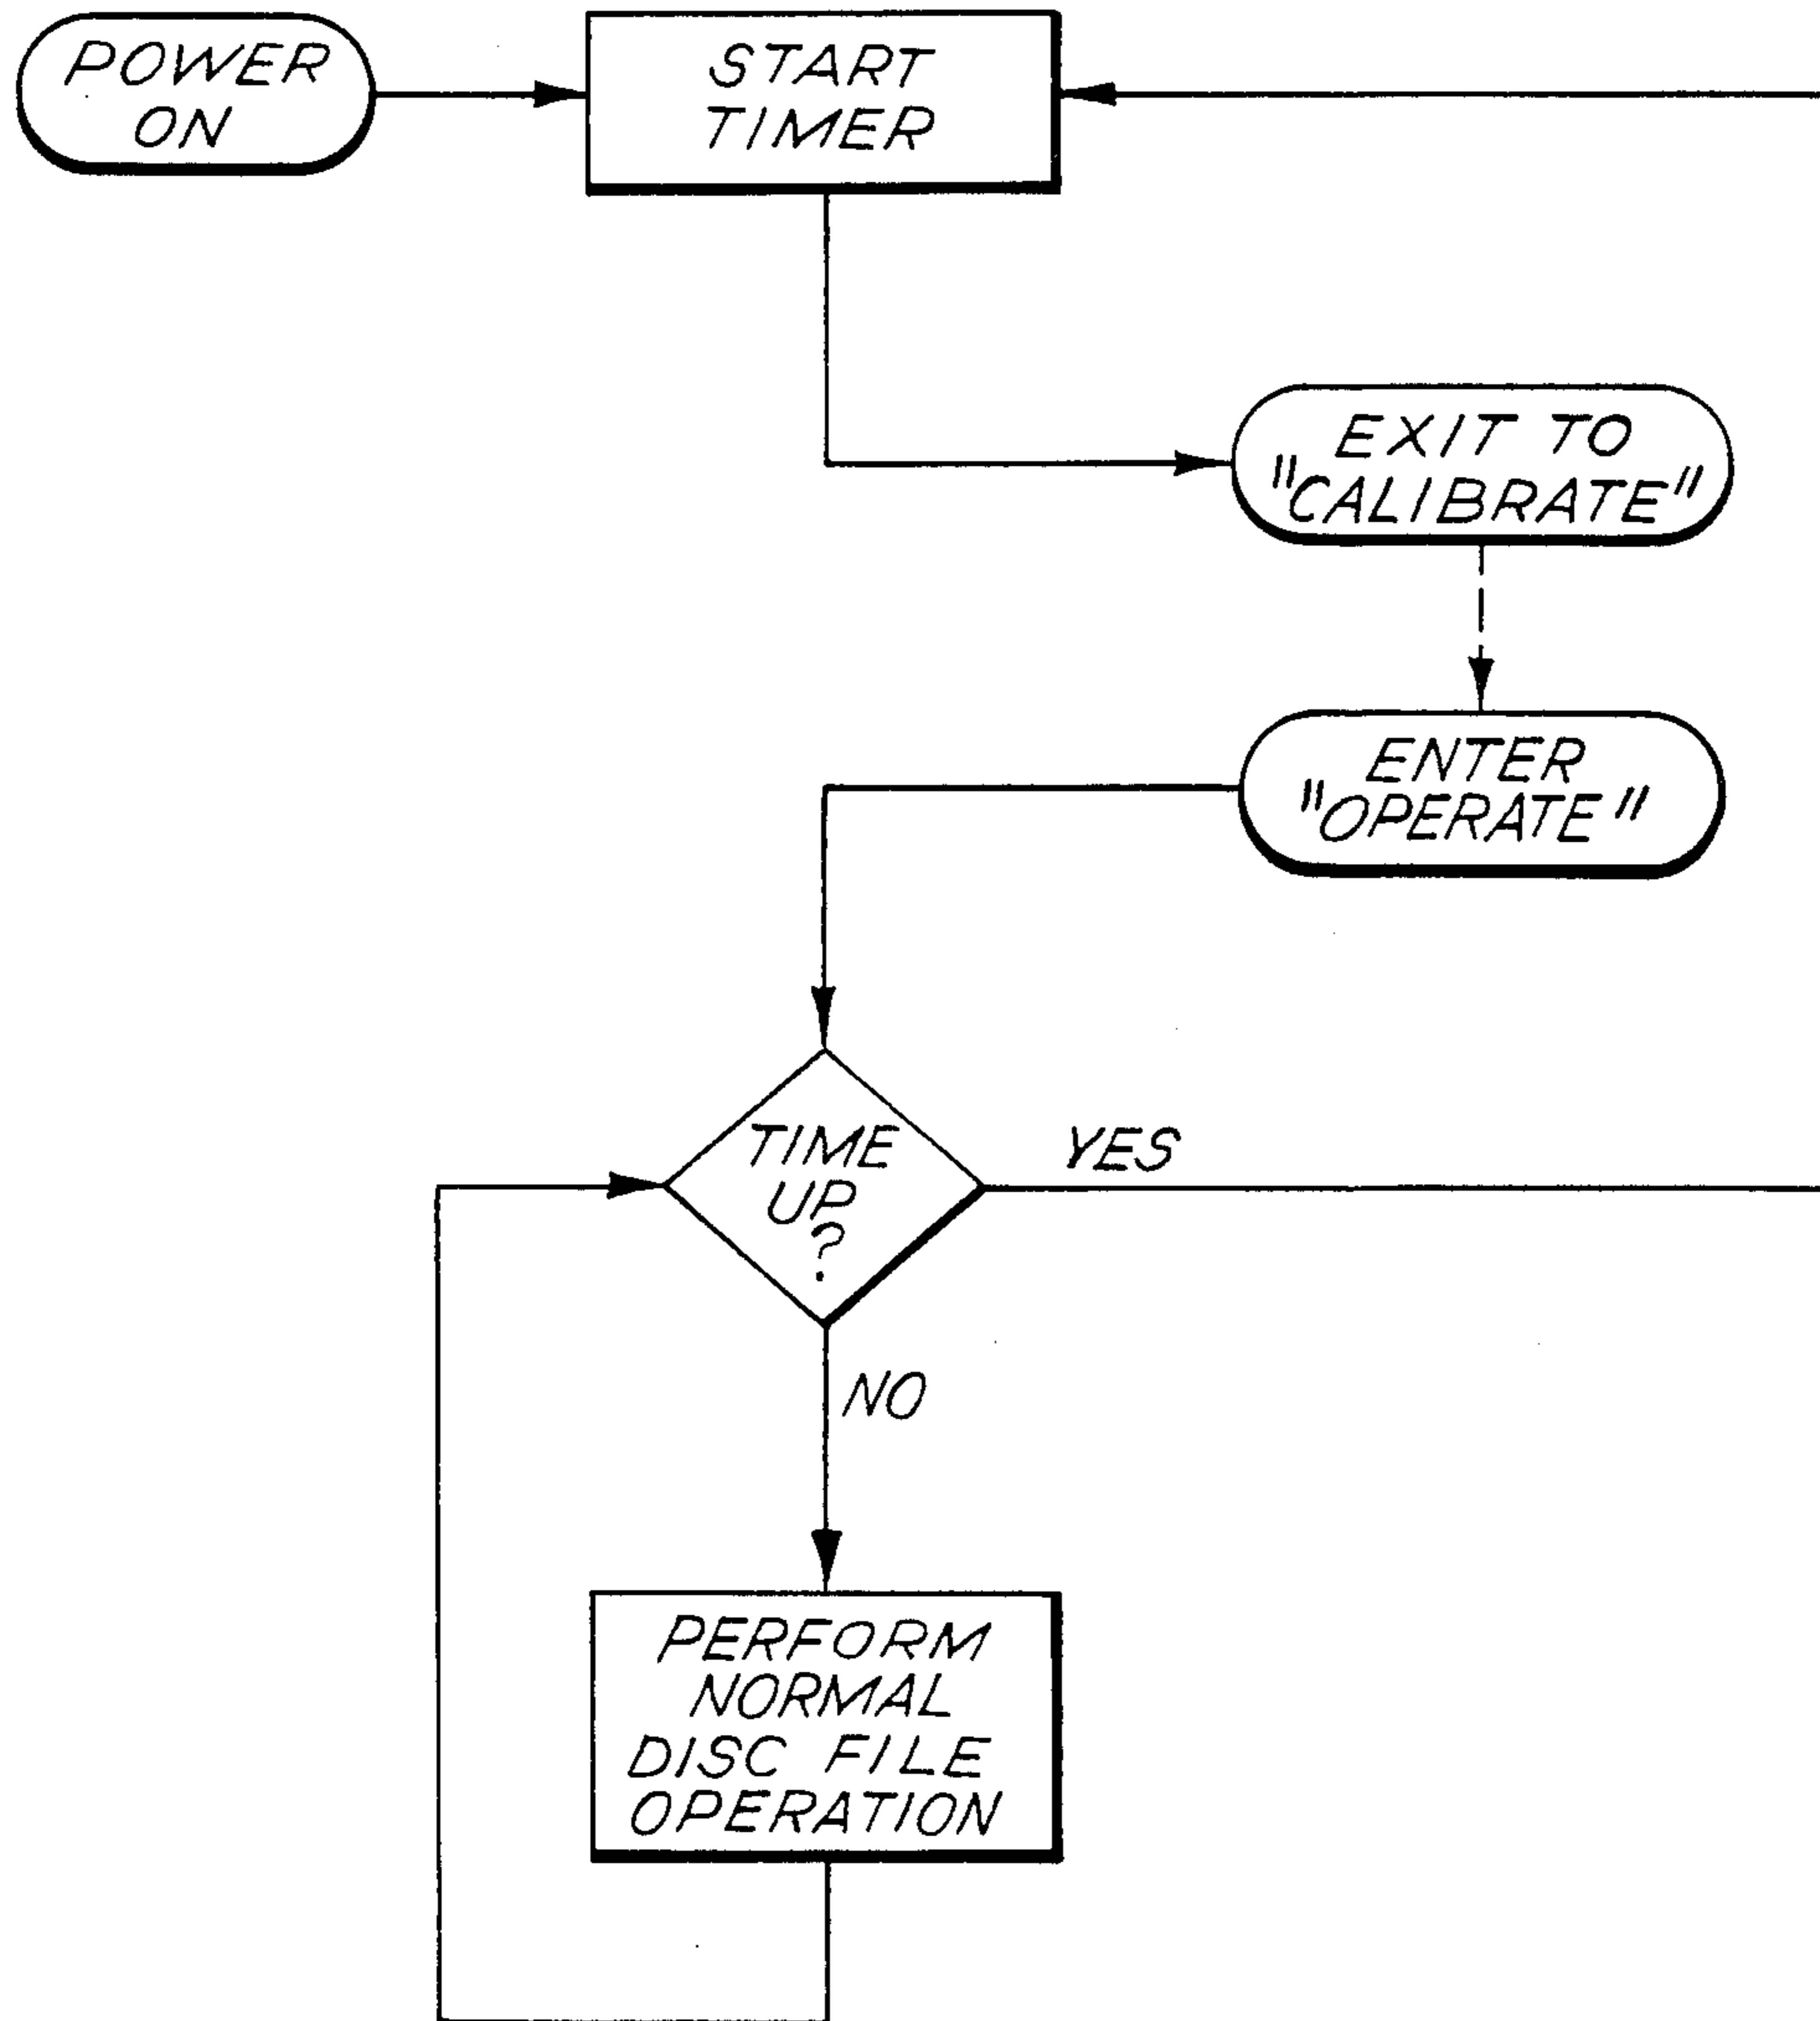 POWER
ON
START
TIMER
EXIT TO
"CALIBRATE"
ENTER
"OPERATE"
TIME
UP
?
YES
NO
PERFORM
NORMAL
DISC FILE
OPERATION